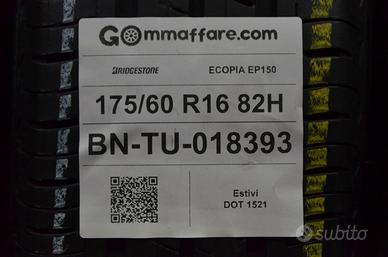 GOmmaffare.com
BRIDGESTONE
ECOPIA EP150
175/60 R16 82H
BN-TU-018393
Estivi
DOT 1521
subito